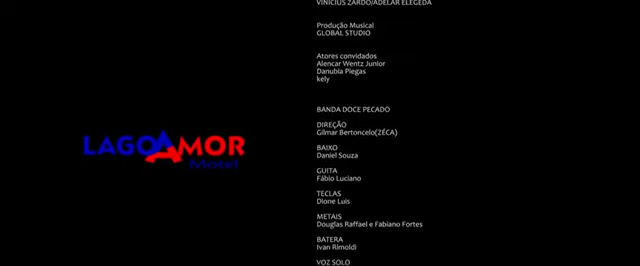 VINICIUS ZARDO/ADELAR ELEGEDA
Produção Musical
GLOBAL STUDIO
Atores convidados
Alencar Wentz Junior
Danubia Piegas
kely
BANDA DOCE PECADO
DIREÇÃO
Gilmar Bertoncelo(ZÉCA)
BAIXO
Daniel Souza
GUITA
Fábio Luciano
TECLAS
Dione Luis
METAIS
Douglas Raffael e Fabiano Fortes
BATERA
Ivan Rimoldi
VOZ SOLO
LAGOAMOR
Motel